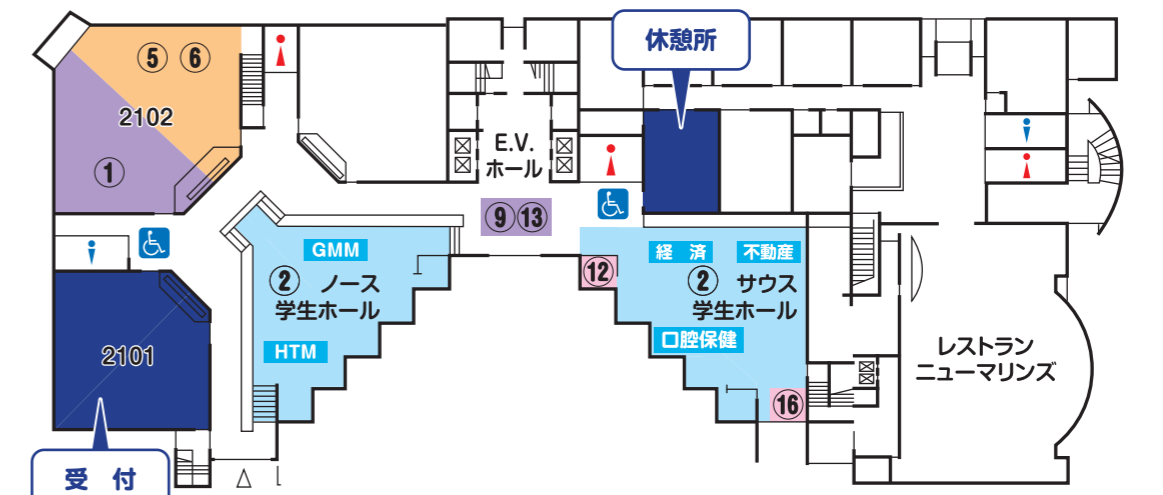 休憩所
⑤ ⑥
2102
①
E.V.
ホール
⑨⑬
GMM
② ノース
学生ホール
HTM
経 済
不動産
⑫
② サウス
学生ホール
口腔保健
⑯
レストラン
ニューマリンズ
2101
受 付